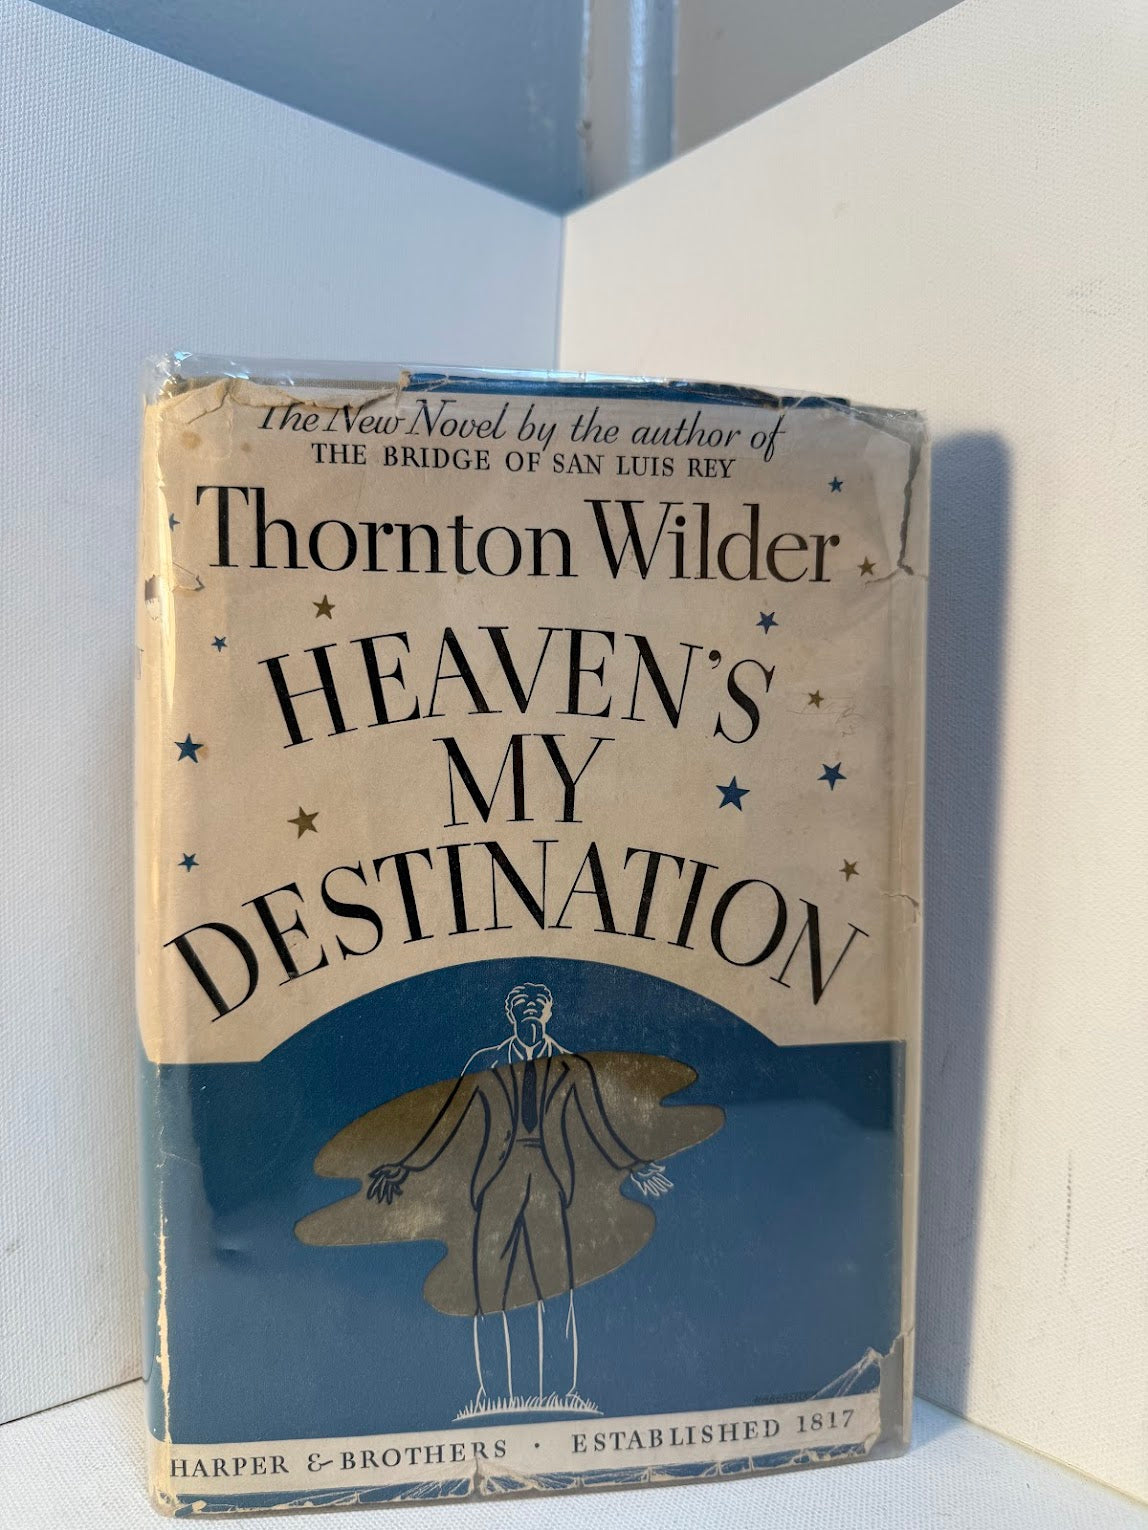 The New Novel by the author of
THE BRIDGE OF SAN LUIS REY
Thornton Wilder
HEAVEN'S
MY
DESTINATION
HARPER & BROTHERS · ESTABLISHED 1817